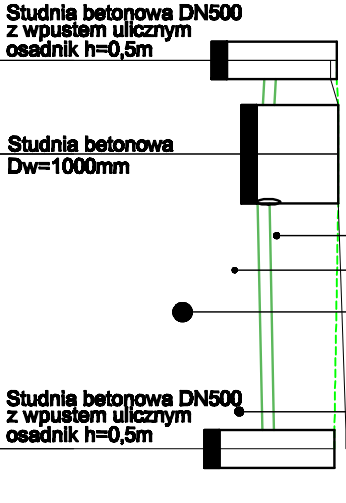 Studnia betonowa DN500
z wpustem ulicznym
osadnik h=0,5m
Studnia betonowa
Dw=1000mm
Studnia betonowa DN500
z wpustem ulicznym
osadnik h=0,5m